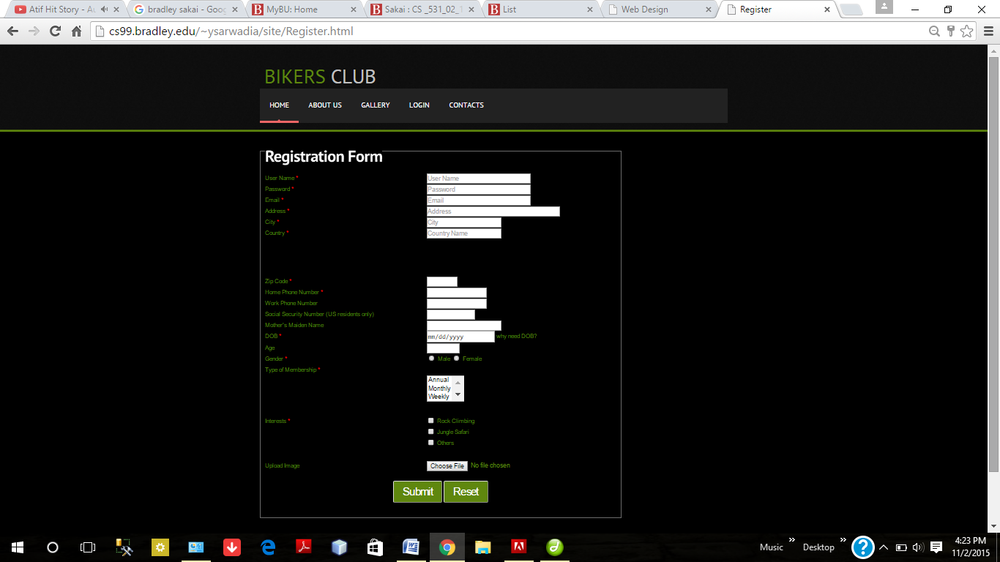 Atif Hit Story - Au
bradley sakai - Goog
MyBU: Home
Sakai : CS _531_02_1
List
Web Design
Register
cs99.bradley.edu/~ysarwadia/site/Register.html
BIKERS CLUB
HOME ABOUT US GALLERY LOGIN CONTACTS
Registration Form
User Name * User Name
Password * Password
Email * Email
Address * Address
City * City
Country * Country Name
Zip Code *
Home Phone Number *
Work Phone Number
Social Security Number (US residents only)
Mother's Maiden Name
DOB * mm/dd/yyyy why need DOB?
Age
Gender * Male Female
Type of Membership *
Annual
Monthly
Weekly
Interests * Rock Climbing
Jungle Safari
Others
Upload Image Choose File No file chosen
Submit Reset
Music » Desktop »
4:23 PM
11/2/2015